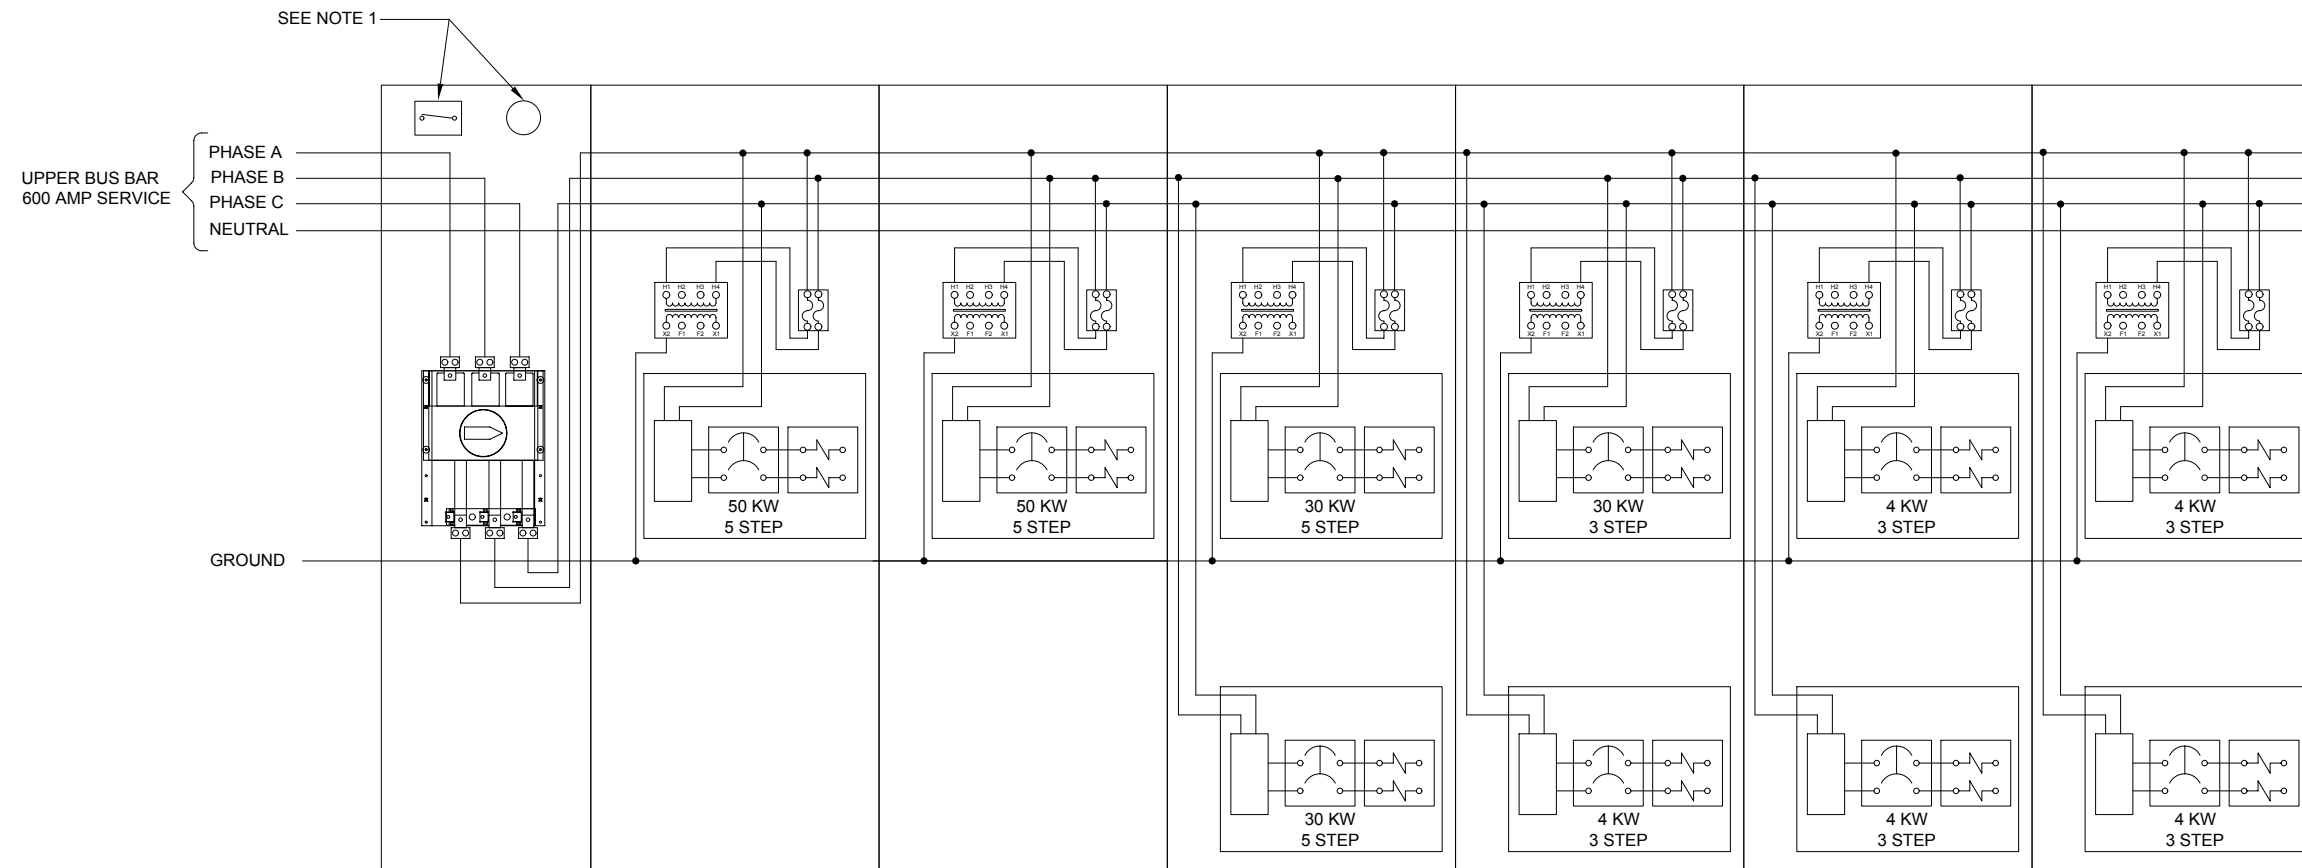 SEE NOTE 1
UPPER BUS BAR
600 AMP SERVICE
PHASE A
PHASE B
PHASE C
NEUTRAL
H1 H2 H3 H4
X2 F1 F2 X1
H1 H2 H3 H4
X2 F1 F2 X1
H1 H2 H3 H4
X2 F1 F2 X1
H1 H2 H3 H4
X2 F1 F2 X1
H1 H2 H3 H4
X2 F1 F2 X1
H1 H2 H3 H4
X2 F1 F2 X1
50 KW
5 STEP
50 KW
5 STEP
30 KW
5 STEP
30 KW
3 STEP
4 KW
3 STEP
4 KW
3 STEP
GROUND
30 KW
5 STEP
4 KW
3 STEP
4 KW
3 STEP
4 KW
3 STEP